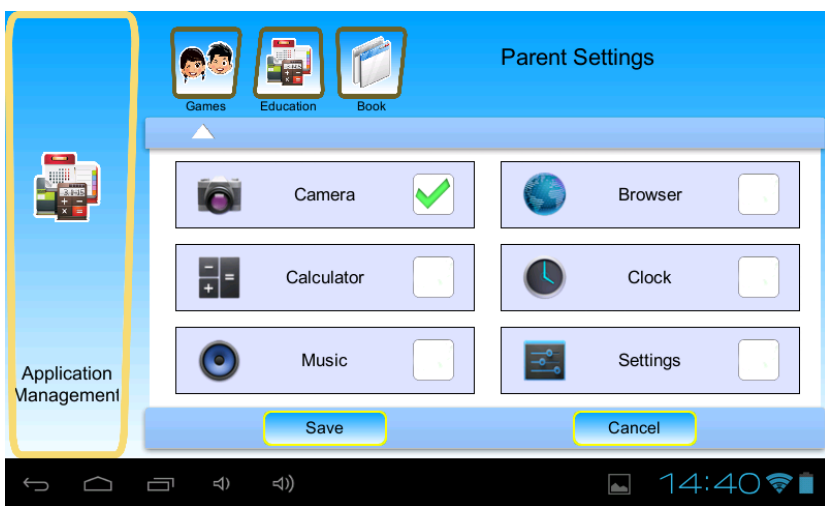 Parent Settings
Games
Education
Book
Camera
Browser
Calculator
Clock
Music
Settings
Application
Management
Save
Cancel
14:40